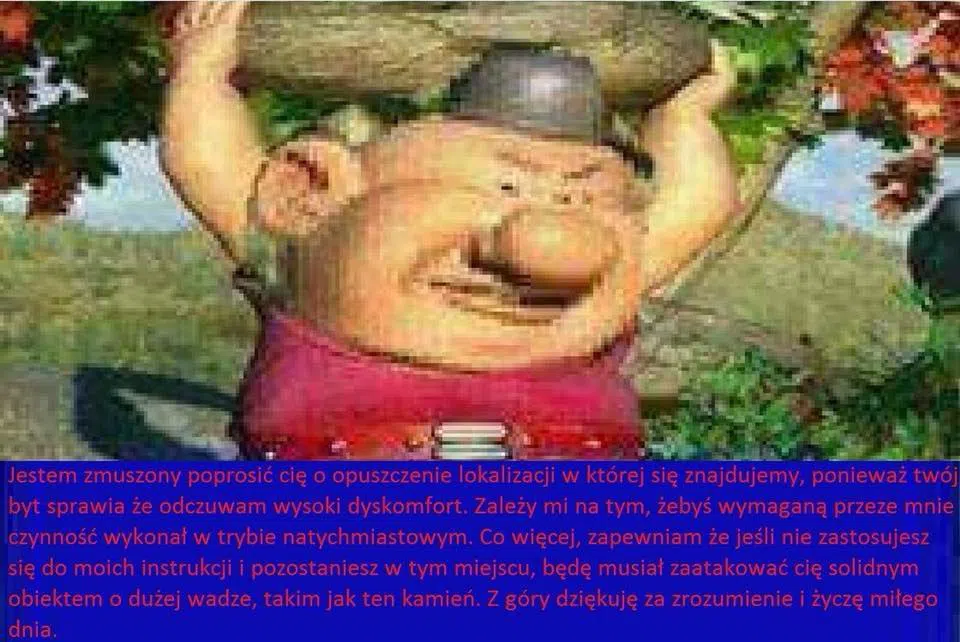 Jestem zmuszony poprosić cię o opuszczenie lokalizacji w której się znajdujemy, ponieważ twój
byt sprawia że odczuwam wysoki dyskomfort. Zależy mi na tym, żebyś wymaganą przeze mnie
czynność wykonał w trybie natychmiastowym. Co więcej, zapewniam że jeśli nie zastosujesz
się do moich instrukcji i pozostaniesz w tym miejscu, będę musiał zaatakować cię solidnym
obiektem o dużej wadze, takim jak ten kamień. Z góry dziękuję za zrozumienie i życzę miłego
dnia.